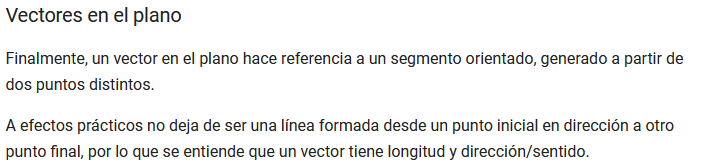 Vectores en el plano
Finalmente, un vector en el plano hace referencia a un segmento orientado, generado a partir de
dos puntos distintos.
A efectos prácticos no deja de ser una línea formada desde un punto inicial en dirección a otro
punto final, por lo que se entiende que un vector tiene longitud y dirección/sentido.